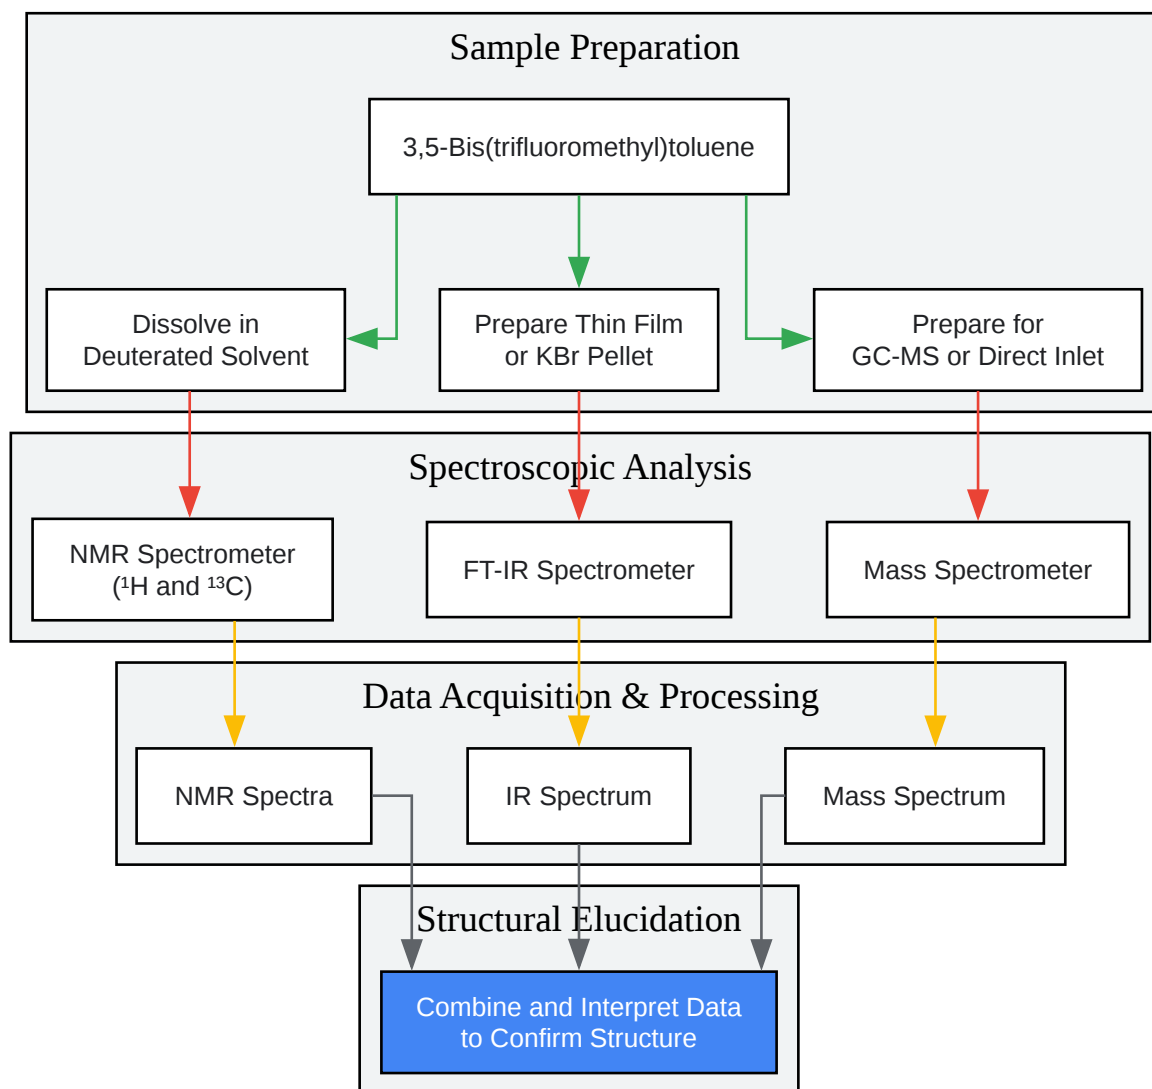 Sample Preparation
3,5-Bis(trifluoromethyl)toluene
Dissolve in
Deuterated Solvent
Prepare Thin Film
or KBr Pellet
Prepare for
GC-MS or Direct Inlet
Spectroscopic Analysis
NMR Spectrometer
(¹H and ¹³C)
FT-IR Spectrometer
Mass Spectrometer
Data Acquisition & Processing
NMR Spectra
IR Spectrum
Mass Spectrum
Structural Elucidation
Combine and Interpret Data
to Confirm Structure